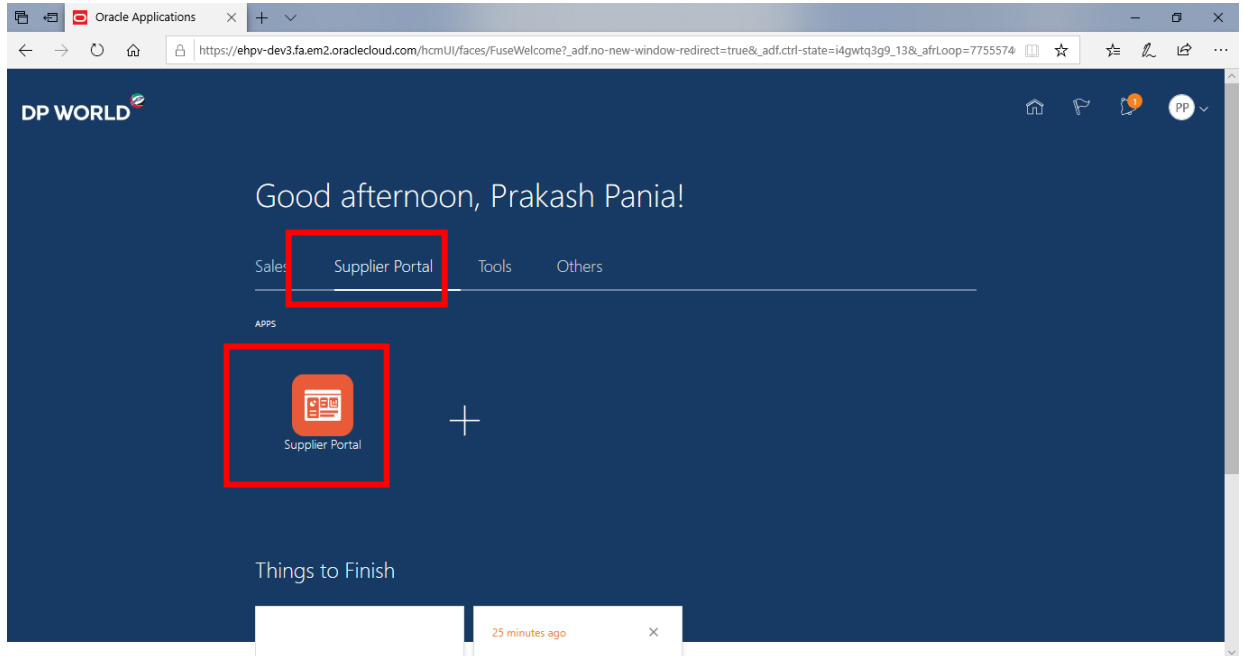 Oracle Applications
https://ehpv-dev3.fa.em2.oraclecloud.com/hcmUI/faces/FuseWelcome?_adf.no-new-window-redirect=true&_adf.ctrl-state=i4gwtq3g9_13&_afrLoop=7755574
DP WORLD
1
PP
Good afternoon, Prakash Pania!
Sales Supplier Portal Tools Others
APPS
Supplier Portal
Things to Finish
25 minutes ago